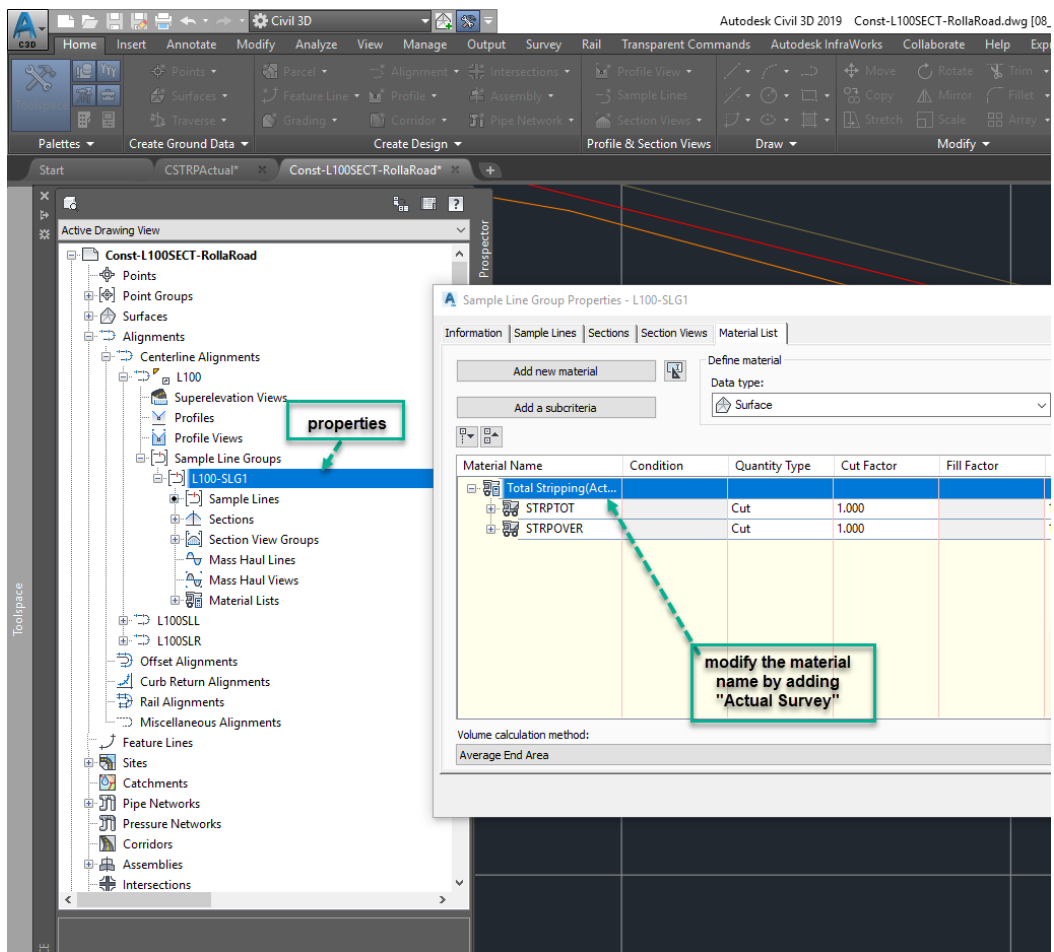 Civil 3D
Autodesk Civil 3D 2019 Const-L100SECT-RollaRoad.dwg [08_
C3D
Home Insert Annotate Modify Analyze View Manage Output Survey Rail Transparent Commands Autodesk InfraWorks Collaborate Help Exp
Toolspace
Points Parcel Alignment Intersections Profile View Move Rotate Trim
Surfaces Feature Line Profile Assembly Sample Lines Copy Mirror Fillet
Traverse Grading Corridor Pipe Network Section Views Stretch Scale Array
Palettes Create Ground Data Create Design Profile & Section Views Draw Modify
Start CSTRPActual* Const-L100SECT-RollaRoad*
Active Drawing View
Prospector
Const-L100SECT-RollaRoad
Points
Point Groups
Surfaces
Alignments
Centerline Alignments
L100
Superelevation Views
Profiles
Profile Views
Sample Line Groups
L100-SLG1
Sample Lines
Sections
Section View Groups
Mass Haul Lines
Mass Haul Views
Material Lists
L100SLL
L100SLR
Offset Alignments
Curb Return Alignments
Rail Alignments
Miscellaneous Alignments
Feature Lines
Sites
Catchments
Pipe Networks
Pressure Networks
Corridors
Assemblies
Intersections
Toolspace
properties
Sample Line Group Properties - L100-SLG1
Information Sample Lines Sections Section Views Material List
Add new material
Define material
Data type:
Add a subcriteria
Surface
Material Name Condition Quantity Type Cut Factor Fill Factor
Total Stripping(Act...
STRPTOT Cut 1.000
STRPOVER Cut 1.000
modify the material
name by adding
"Actual Survey"
Volume calculation method:
Average End Area